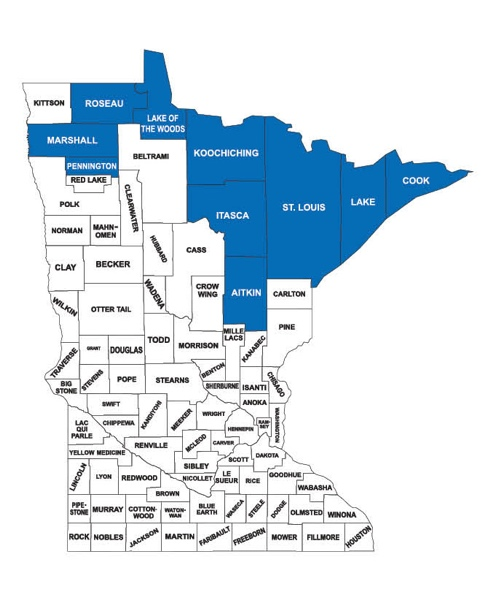 KITTSON
ROSEAU
LAKE OF
THE WOODS
MARSHALL
KOOCHICHING
BELTRAMI
PENNINGTON
RED LAKE
COOK
POLK
CLEARWATER
ITASCA
ST. LOUIS
LAKE
NORMAN
MAHN-
OMEN
HUBBARD
CASS
CLAY
BECKER
WADENA
CROW
WING
AITKIN
CARLTON
WILKIN
OTTER TAIL
PINE
MILLE
LACS
TODD
MORRISON
KANABEC
TRAVERSE
GRANT
DOUGLAS
BENTON
BIG
STONE
STEVENS
POPE
STEARNS
SHERBURNE
ISANTI
CHISAGO
SWIFT
KANDIYOHI
ANOKA
WASHINGTON
LAC
QUI
PARLE
CHIPPEWA
MEEKER
WRIGHT
HENNEPIN
RAM-
SEY
RENVILLE
MCLEOD
CARVER
YELLOW MEDICINE
SCOTT
DAKOTA
LINCOLN
LYON
REDWOOD
SIBLEY
NICOLLET
LE
SUEUR
RICE
GOODHUE
WABASHA
BROWN
PIPE-
STONE
MURRAY
COTTON-
WOOD
WATON-
WAN
BLUE
EARTH
WASECA
STEELE
DODGE
OLMSTED
WINONA
ROCK
NOBLES
JACKSON
MARTIN
FARIBAULT
FREEBORN
MOWER
FILLMORE
HOUSTON